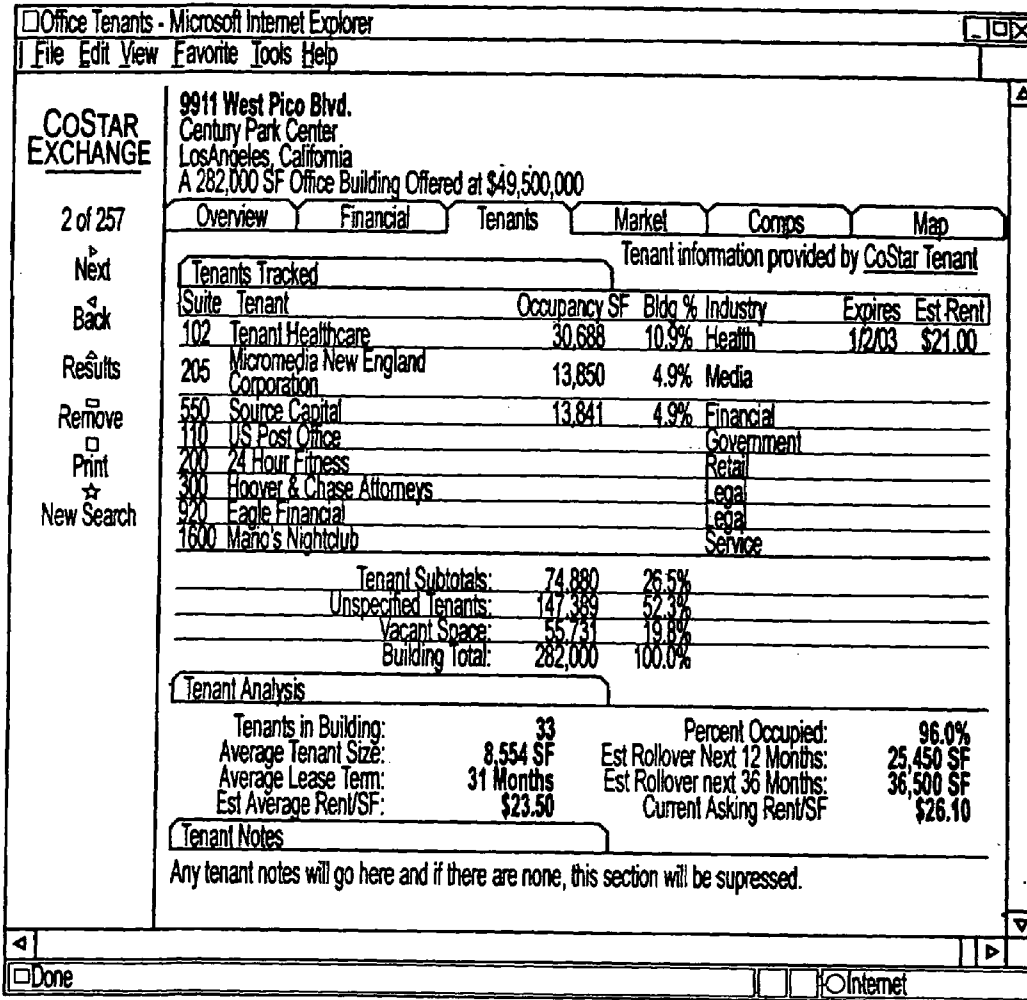 Office Tenants - Microsoft Internet Explorer
File Edit View Favorite Tools Help
COSTAR
EXCHANGE
2 of 257
Next
Back
Results
Remove
Print
New Search
9911 West Pico Blvd.
Century Park Center
LosAngeles, California
A 282,000 SF Office Building Offered at $49,500,000
Overview Financial Tenants Market Comps Map
Tenant information provided by CoStar Tenant
Tenants Tracked
Suite Tenant Occupancy SF Bldg % Industry Expires Est Rent
102 Tenant Healthcare 30,688 10.9% Health 1/2/03 $21.00
205 Micromedia New England Corporation 13,850 4.9% Media
550 Source Capital 13,841 4.9% Financial
110 US Post Office Government
200 24 Hour Fitness Retail
300 Hoover & Chase Attorneys Legal
920 Eagle Financial Legal
1600 Mario's Nightclub Service
Tenant Subtotals: 74,880 26.5%
Unspecified Tenants: 147,389 52.3%
Vacant Space: 55,731 19.8%
Building Total: 282,000 100.0%
Tenant Analysis
Tenants in Building: 33 Percent Occupied: 96.0%
Average Tenant Size: 8,554 SF Est Rollover Next 12 Months: 25,450 SF
Average Lease Term: 31 Months Est Rollover next 36 Months: 36,500 SF
Est Average Rent/SF: $23.50 Current Asking Rent/SF $26.10
Tenant Notes
Any tenant notes will go here and if there are none, this section will be supressed.
Done Internet